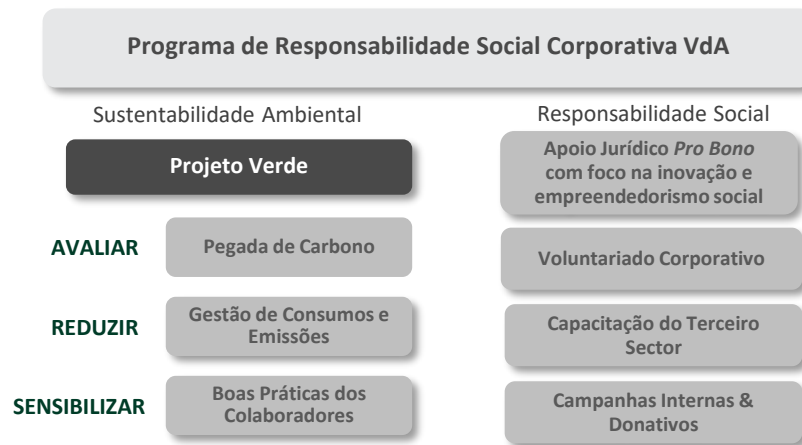 Programa de Responsabilidade Social Corporativa VdA
Sustentabilidade Ambiental
Projeto Verde
AVALIAR
Pegada de Carbono
REDUZIR
Gestão de Consumos e
Emissões
SENSIBILIZAR
Boas Práticas dos
Colaboradores
Responsabilidade Social
Apoio Jurídico Pro Bono
com foco na inovação e
empreendedorismo social
Voluntariado Corporativo
Capacitação do Terceiro
Sector
Campanhas Internas &
Donativos